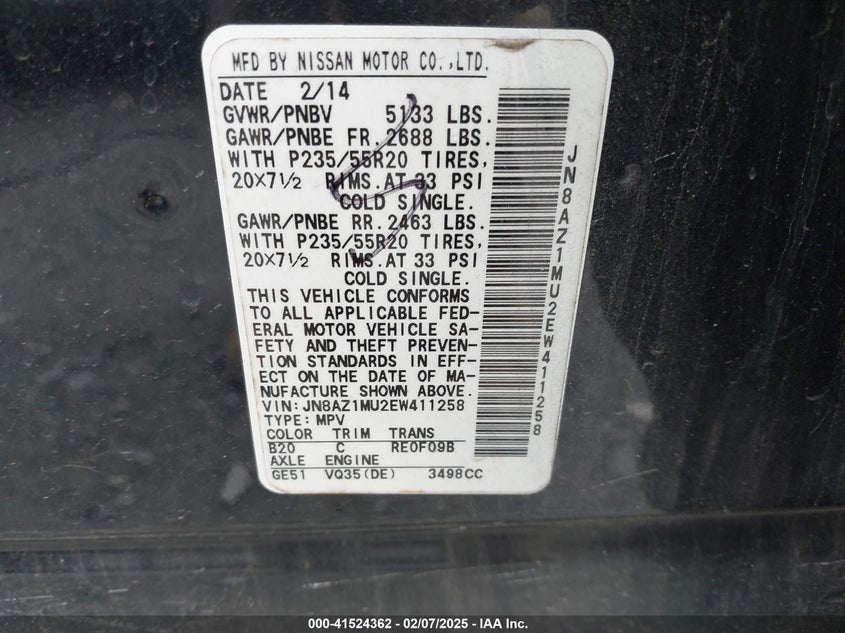 MFD BY NISSAN MOTOR CO.,LTD.
DATE 2/14
GVWR/PNBV 5133 LBS.
GAWR/PNBE FR. 2688 LBS.
WITH P235/55R20 TIRES,
20X7½ RIMS.AT 33 PSI
COLD SINGLE.
GAWR/PNBE RR. 2463 LBS.
WITH P235/55R20 TIRES,
20X7½ RIMS.AT 33 PSI
COLD SINGLE.
THIS VEHICLE CONFORMS
TO ALL APPLICABLE FED-
ERAL MOTOR VEHICLE SA-
FETY AND THEFT PREVEN-
TION STANDARDS IN EFF-
ECT ON THE DATE OF MA-
NUFACTURE SHOWN ABOVE.
VIN: JN8AZ1MU2EW411258
TYPE: MPV
COLOR TRIM TRANS
B20 C RE0F09B
AXLE ENGINE
GE51 VQ35(DE) 3498CC
JN8AZ1MU2EW411258
000-41524362 - 02/07/2025 - IAA Inc.